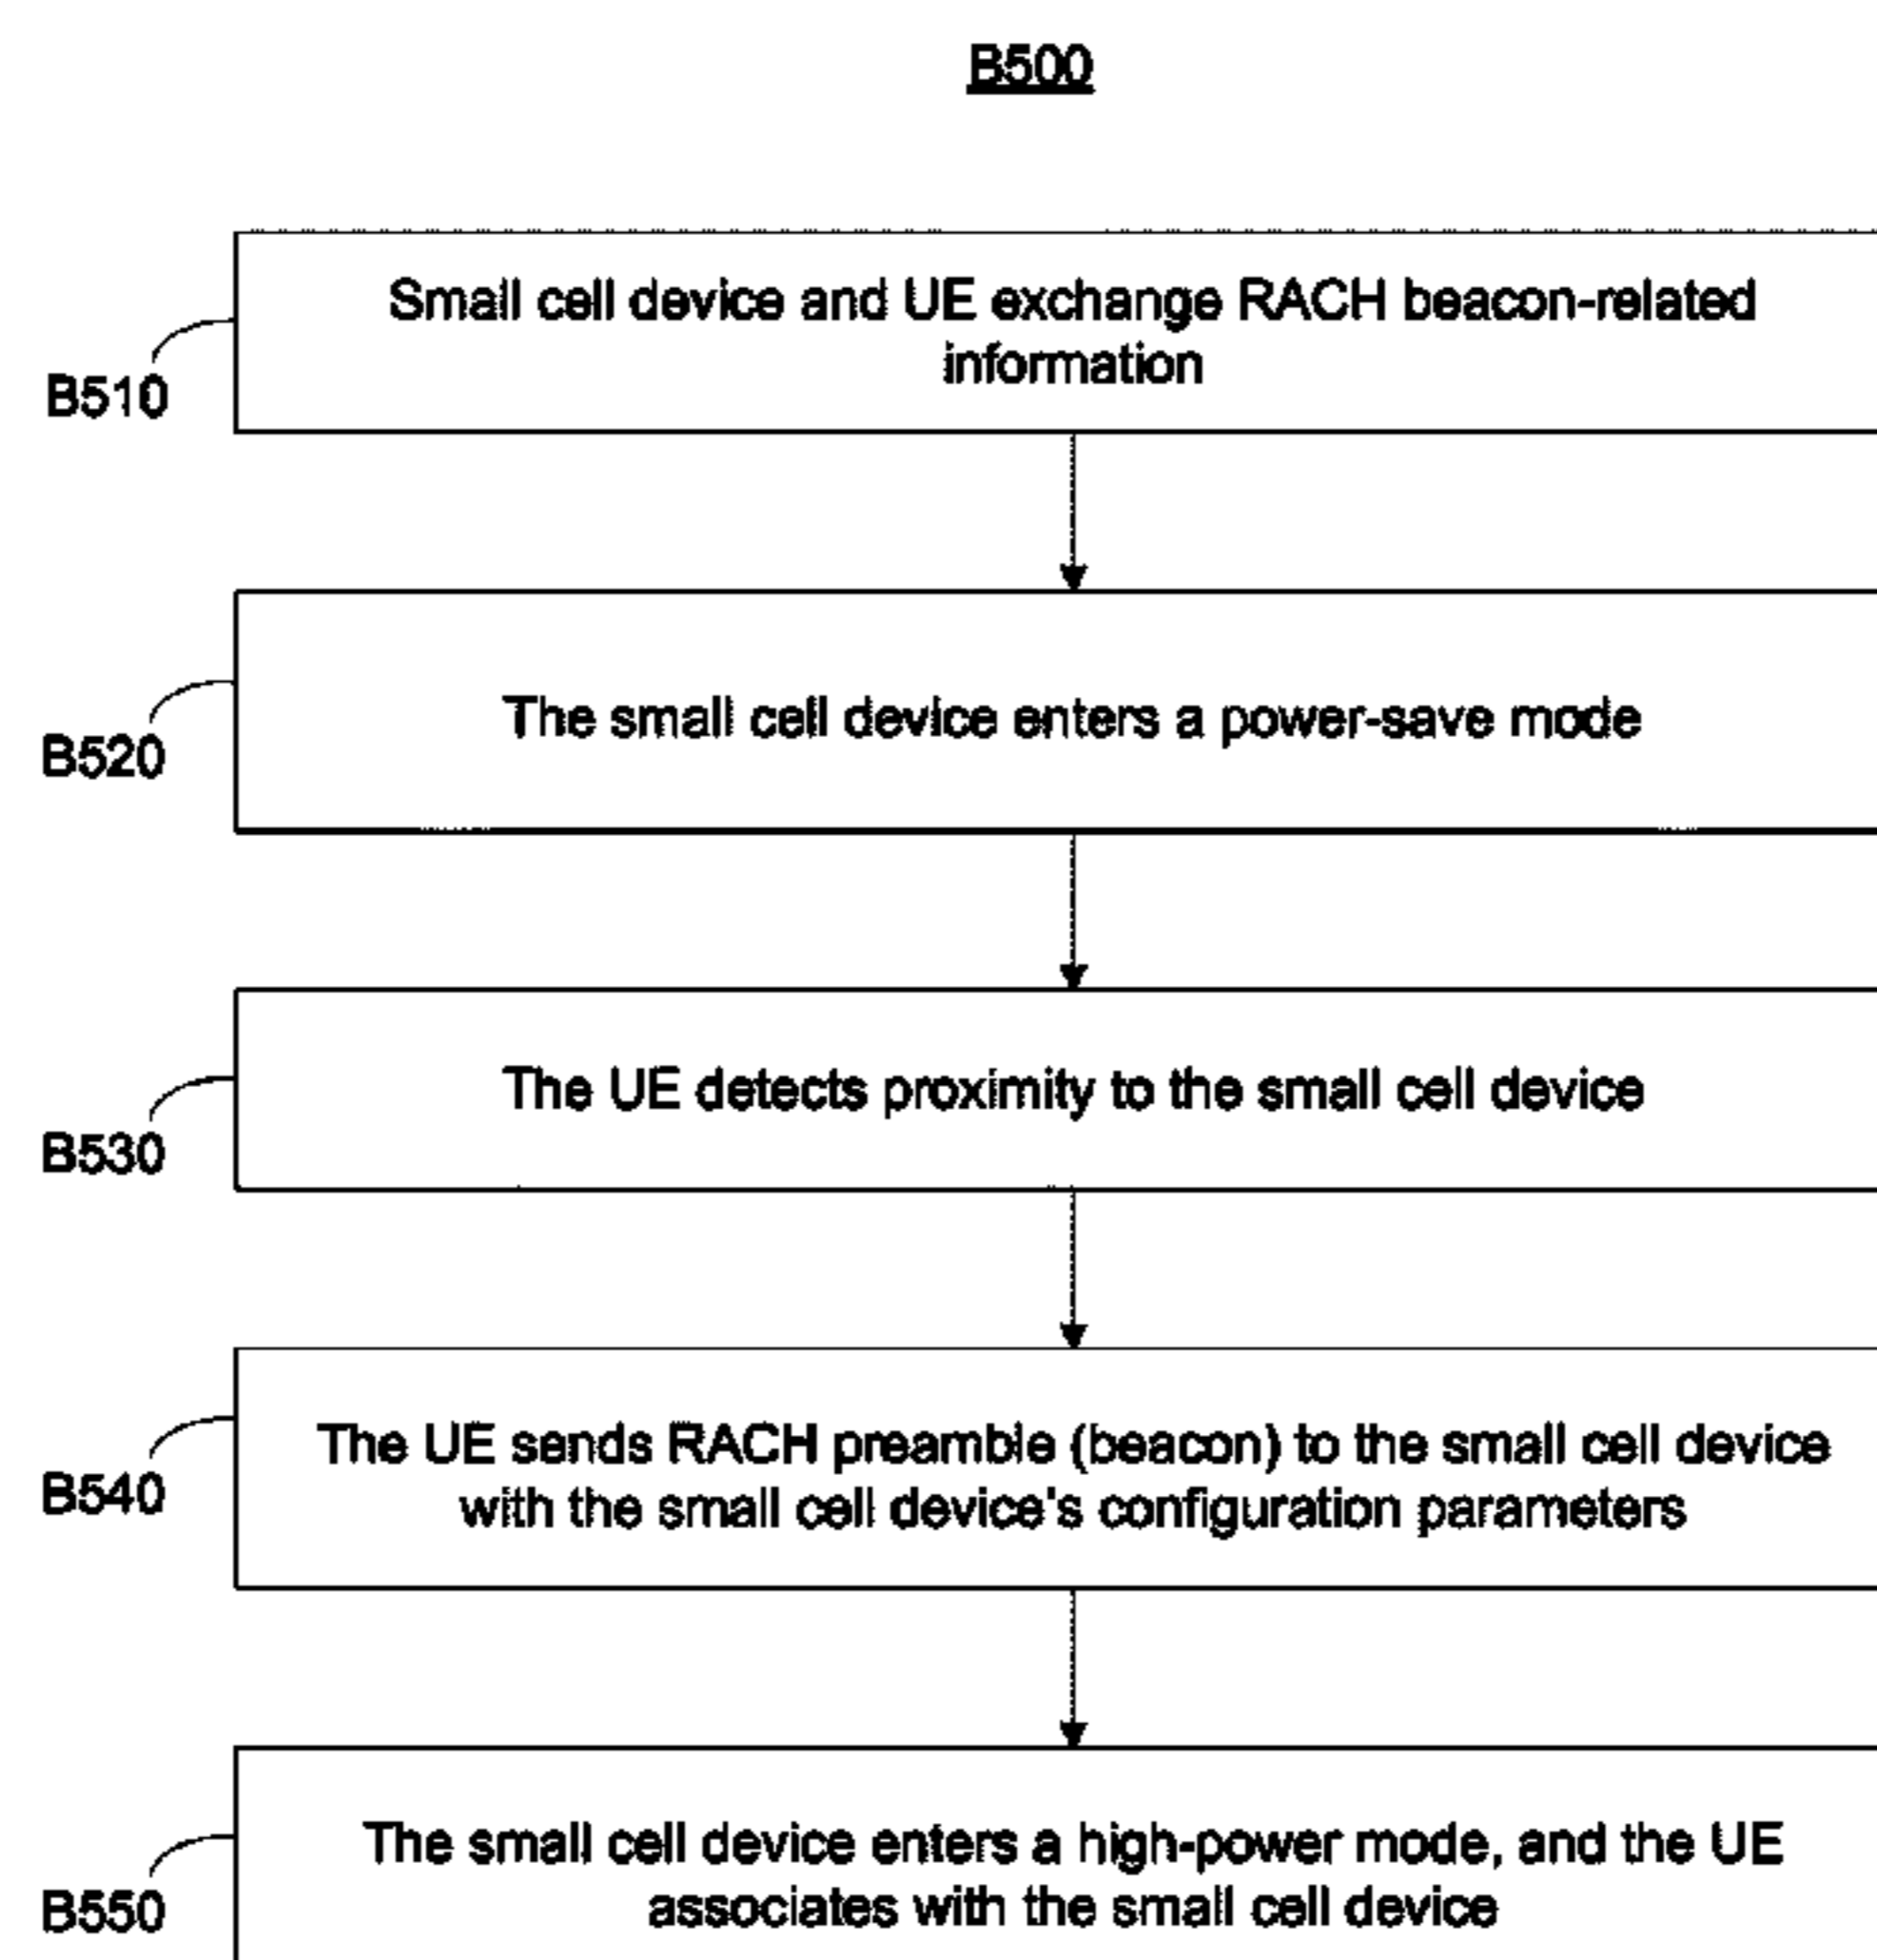 B500
Small cell device and UE exchange RACH beacon-related
information
B510
The small cell device enters a power-save mode
B520
The UE detects proximity to the small cell device
B530
The UE sends RACH preamble (beacon) to the small cell device
with the small cell device's configuration parameters
B540
The small cell device enters a high-power mode, and the UE
associates with the small cell device
B550